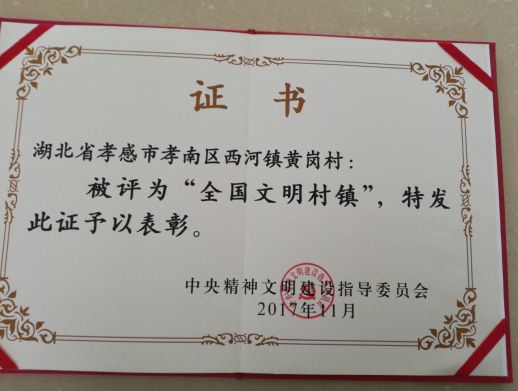 证书
湖北省孝感市孝南区西河镇黄岗村:
被评为“全国文明村镇”,特发
此证予以表彰。
中央精神文明建设指导委员会
2017年11月